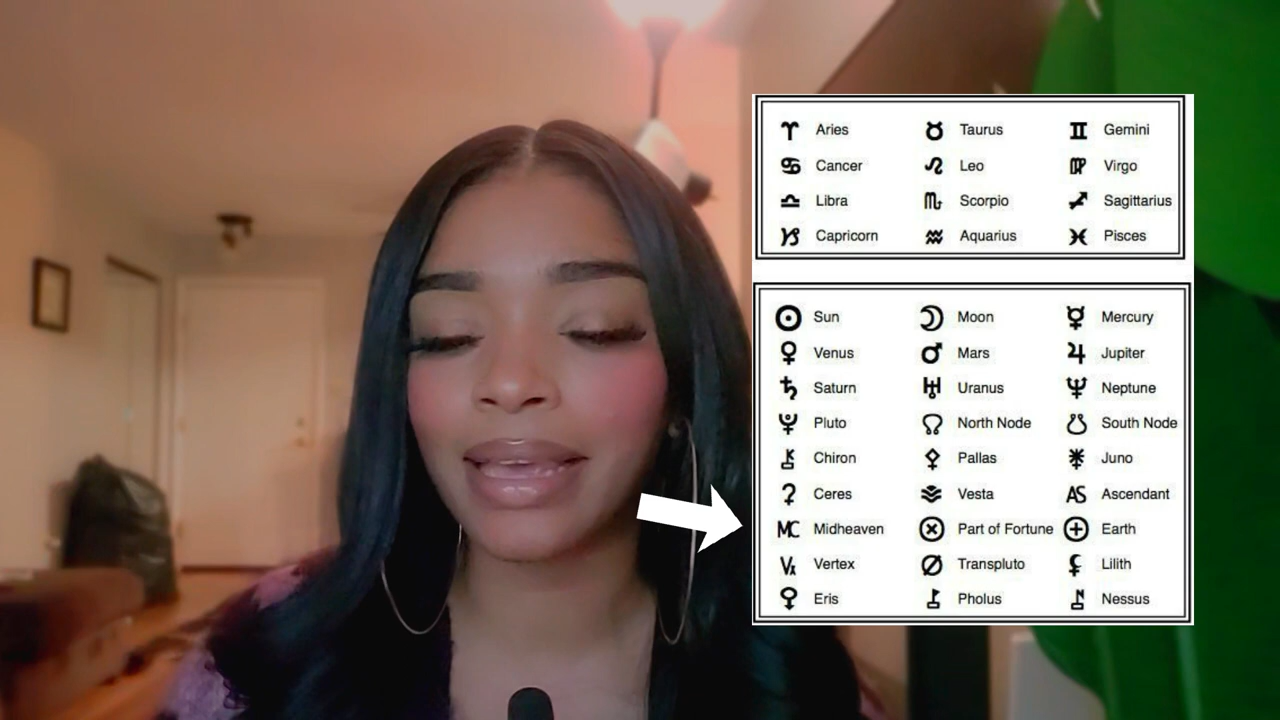 ♈ Aries ♉ Taurus ♊ Gemini
♋ Cancer ♌ Leo ♍ Virgo
♎ Libra ♏ Scorpio ♐ Sagittarius
♑ Capricorn ♒ Aquarius ♓ Pisces
☉ Sun ☽ Moon ☿ Mercury
♀ Venus ♂ Mars ♃ Jupiter
♄ Saturn ♅ Uranus ♆ Neptune
Pluto ☊ North Node ☋ South Node
⚷ Chiron ⚴ Pallas ⚵ Juno
⚳ Ceres Vesta AS Ascendant
MC Midheaven ⊗ Part of Fortune ⊕ Earth
Vx Vertex Transpluto ⚸ Lilith
Eris Pholus Nessus